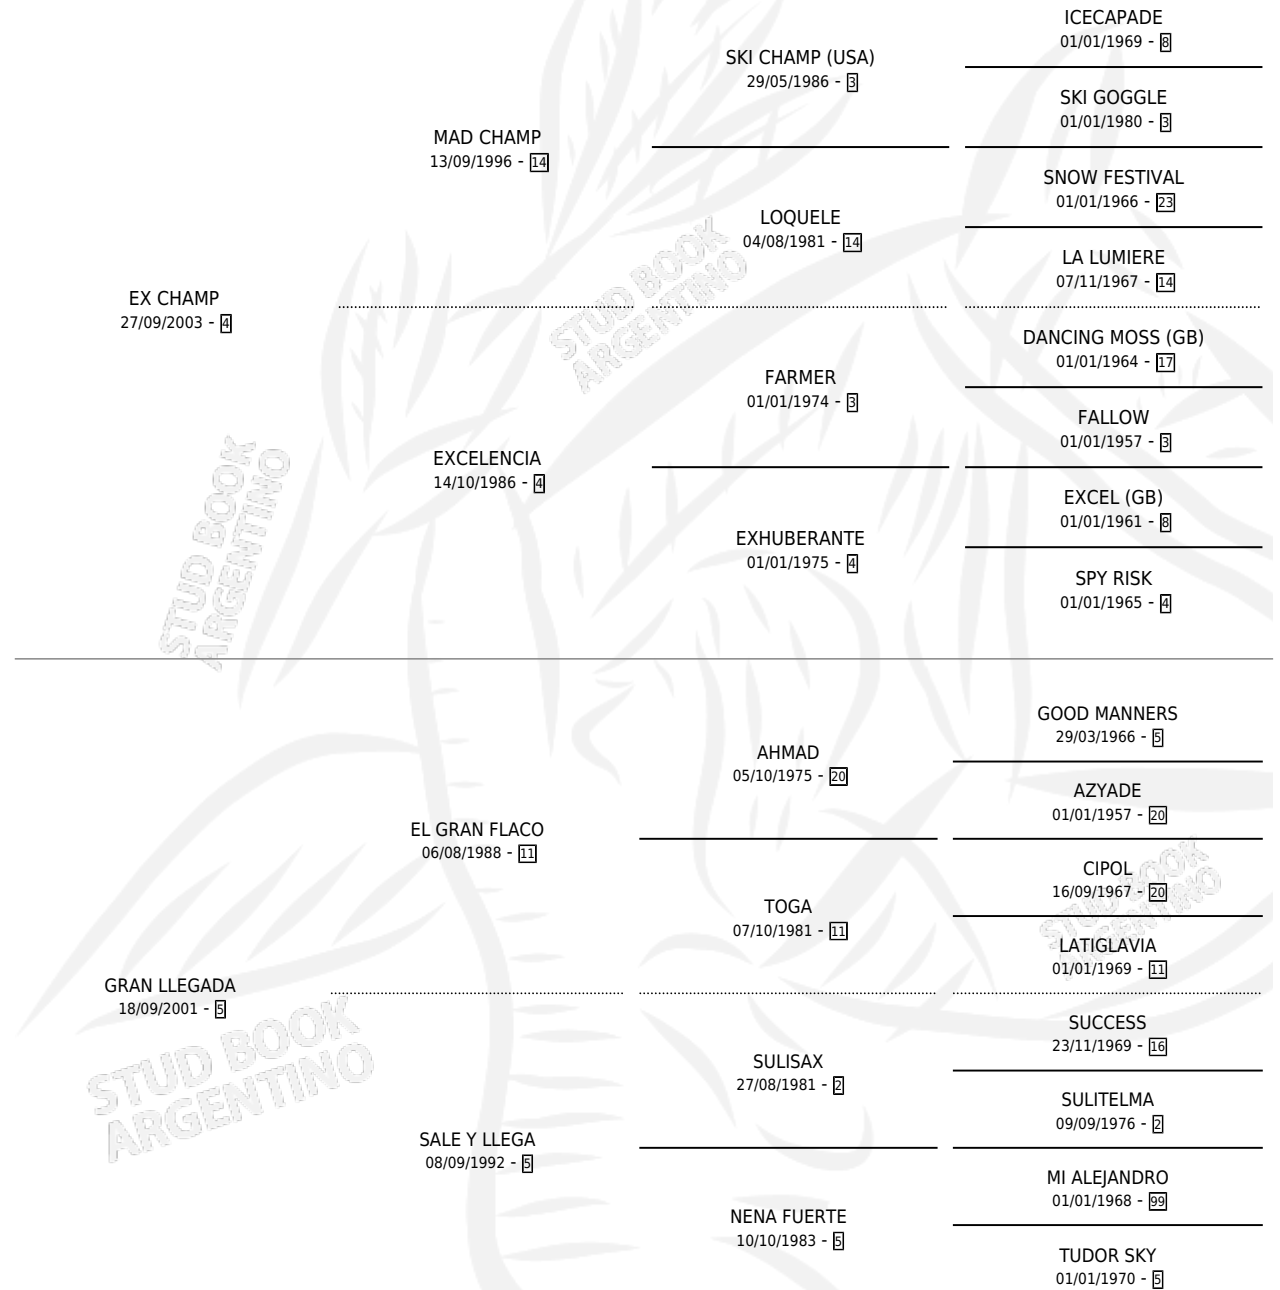 ICECAPADE
01/01/1969 - 8
SKI CHAMP (USA)
29/05/1986 - 3
SKI GOGGLE
01/01/1980 - 3
MAD CHAMP
13/09/1996 - 14
SNOW FESTIVAL
01/01/1966 - 23
LOQUELE
04/08/1981 - 14
LA LUMIERE
07/11/1967 - 14
EX CHAMP
27/09/2003 - 4
STUD BOOK
ARGENTINO
DANCING MOSS (GB)
01/01/1964 - 17
FARMER
01/01/1974 - 3
FALLOW
01/01/1957 - 3
EXCELENCIA
14/10/1986 - 4
EXCEL (GB)
01/01/1961 - 8
EXHUBERANTE
01/01/1975 - 4
SPY RISK
01/01/1965 - 4
STUD BOOK
ARGENTINO
GOOD MANNERS
29/03/1966 - 5
AHMAD
05/10/1975 - 20
AZYADE
01/01/1957 - 20
EL GRAN FLACO
06/08/1988 - 11
CIPOL
16/09/1967 - 20
STUD BOOK
ARGENTINO
TOGA
07/10/1981 - 11
LATIGLAVIA
01/01/1969 - 11
GRAN LLEGADA
18/09/2001 - 5
STUD BOOK
ARGENTINO
SUCCESS
23/11/1969 - 16
SULISAX
27/08/1981 - 2
SULITELMA
09/09/1976 - 2
SALE Y LLEGA
08/09/1992 - 5
MI ALEJANDRO
01/01/1968 - 99
NENA FUERTE
10/10/1983 - 5
TUDOR SKY
01/01/1970 - 5